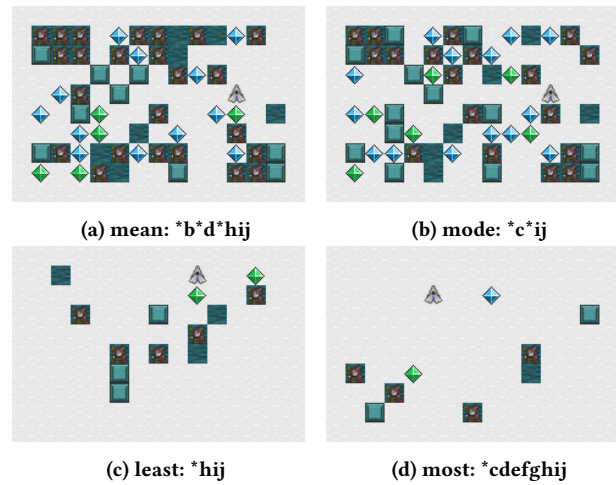 (a) mean: *b*d*hij
(b) mode: *c*ij
(c) least: *hij
(d) most: *cdefghij